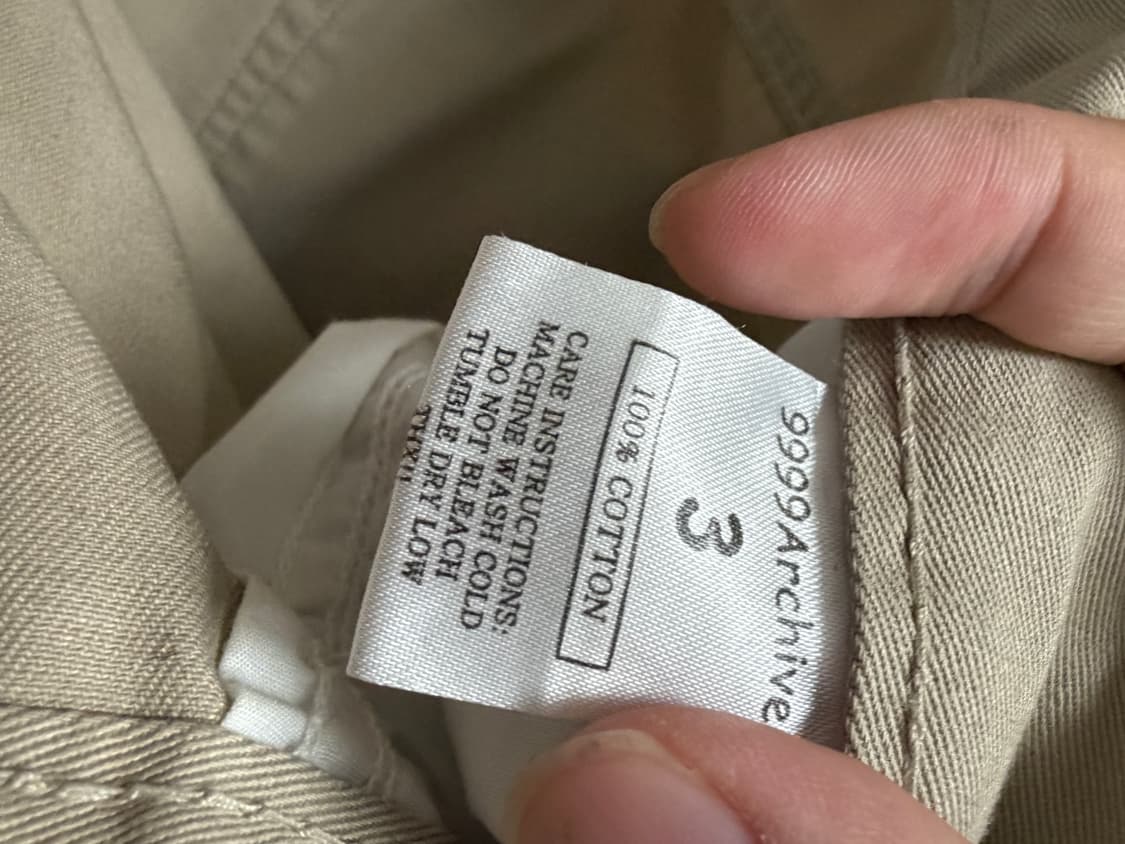 9999Archive
3
100% COTTON
CARE INSTRUCTIONS:
MACHINE WASH COLD
DO NOT BLEACH
TUMBLE DRY LOW